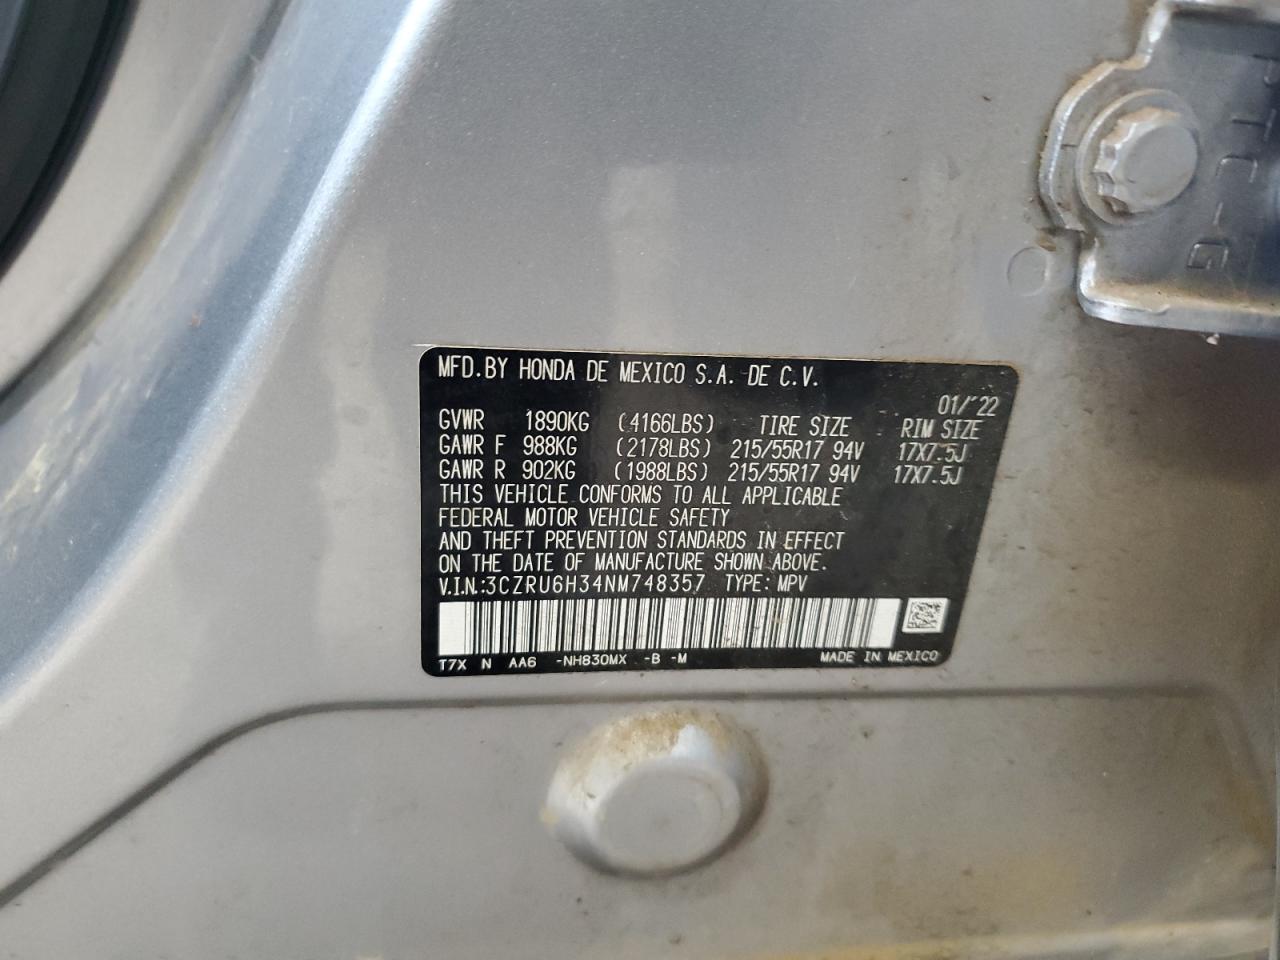 MFD.BY HONDA DE MEXICO S.A. DE C.V.
01/'22
GVWR 1890KG (4166LBS) TIRE SIZE RIM SIZE
GAWR F 988KG (2178LBS) 215/55R17 94V 17X7.5J
GAWR R 902KG (1988LBS) 215/55R17 94V 17X7.5J
THIS VEHICLE CONFORMS TO ALL APPLICABLE
FEDERAL MOTOR VEHICLE SAFETY
AND THEFT PREVENTION STANDARDS IN EFFECT
ON THE DATE OF MANUFACTURE SHOWN ABOVE.
V.I.N.:3CZRU6H34NM748357 TYPE: MPV
T7X N AA6 -NH830MX -B -M MADE IN MEXICO